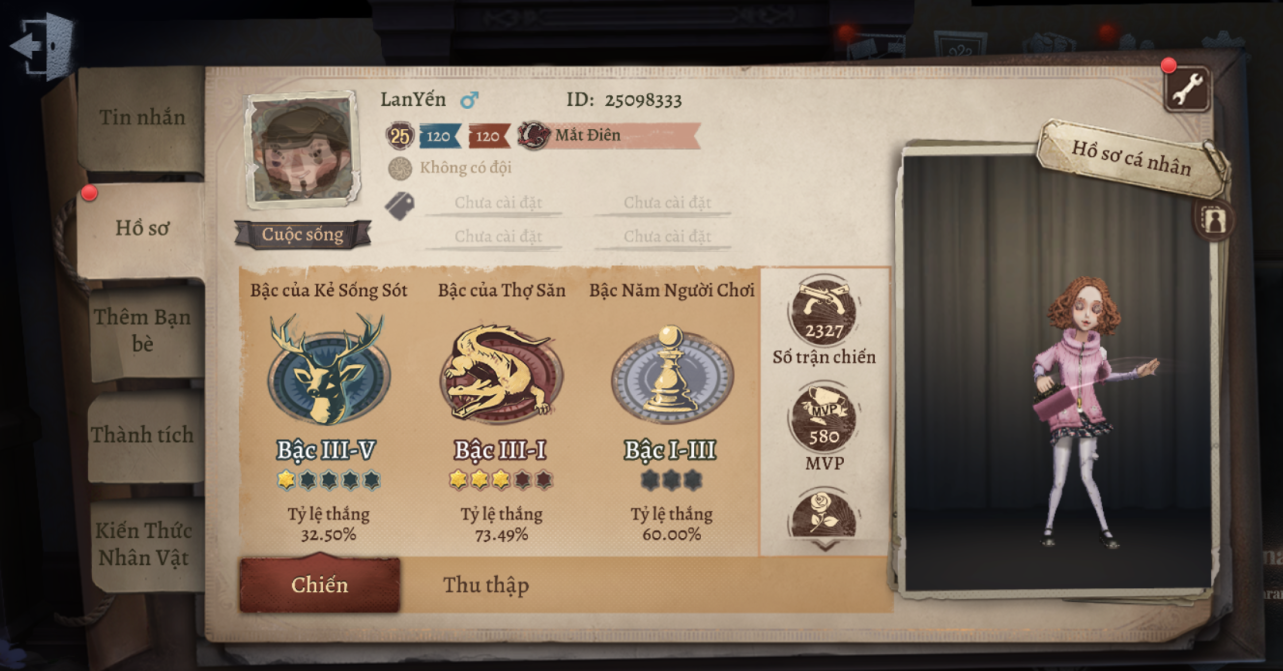 Tin nhắn
Hồ sơ
Thêm Bạn
bè
Thành tích
Kiến Thức
Nhân Vật
LanYến
ID: 25098333
25 120 120 Mắt Điên
Không có đội
Chưa cài đặt Chưa cài đặt
Chưa cài đặt Chưa cài đặt
Cuộc sống
Bậc của Kẻ Sống Sót
Bậc III-V
Tỷ lệ thắng
32.50%
Bậc của Thợ Săn
Bậc III-I
Tỷ lệ thắng
73.49%
Bậc Năm Người Chơi
Bậc I-III
Tỷ lệ thắng
60.00%
2327
Số trận chiến
MVP
580
MVP
Chiến
Thu thập
Hồ sơ cá nhân